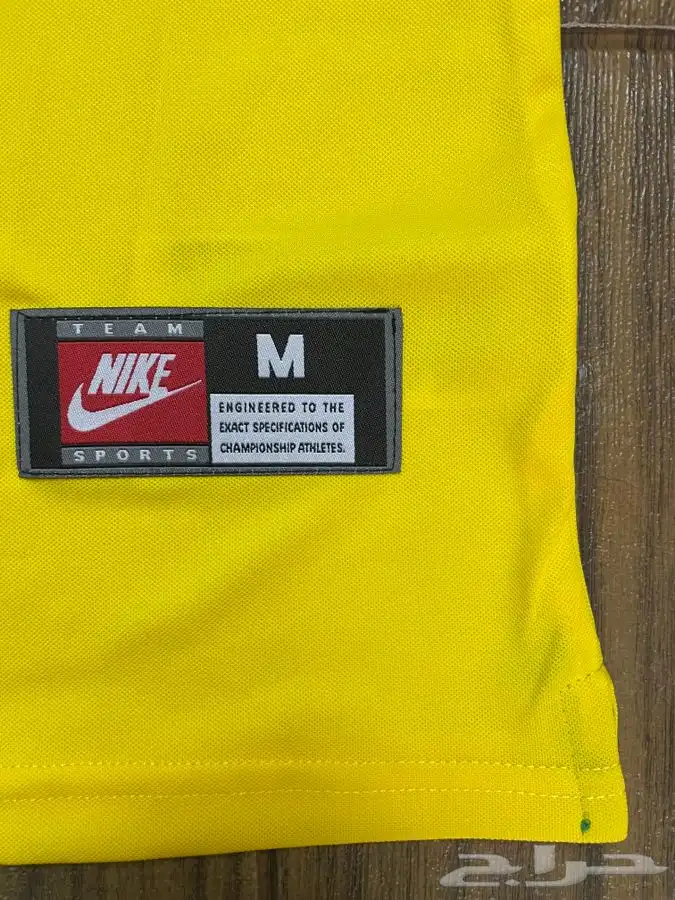 TEAM
NIKE
SPORTS
M
ENGINEERED TO THE
EXACT SPECIFICATIONS OF
CHAMPIONSHIP ATHLETES.
حراج